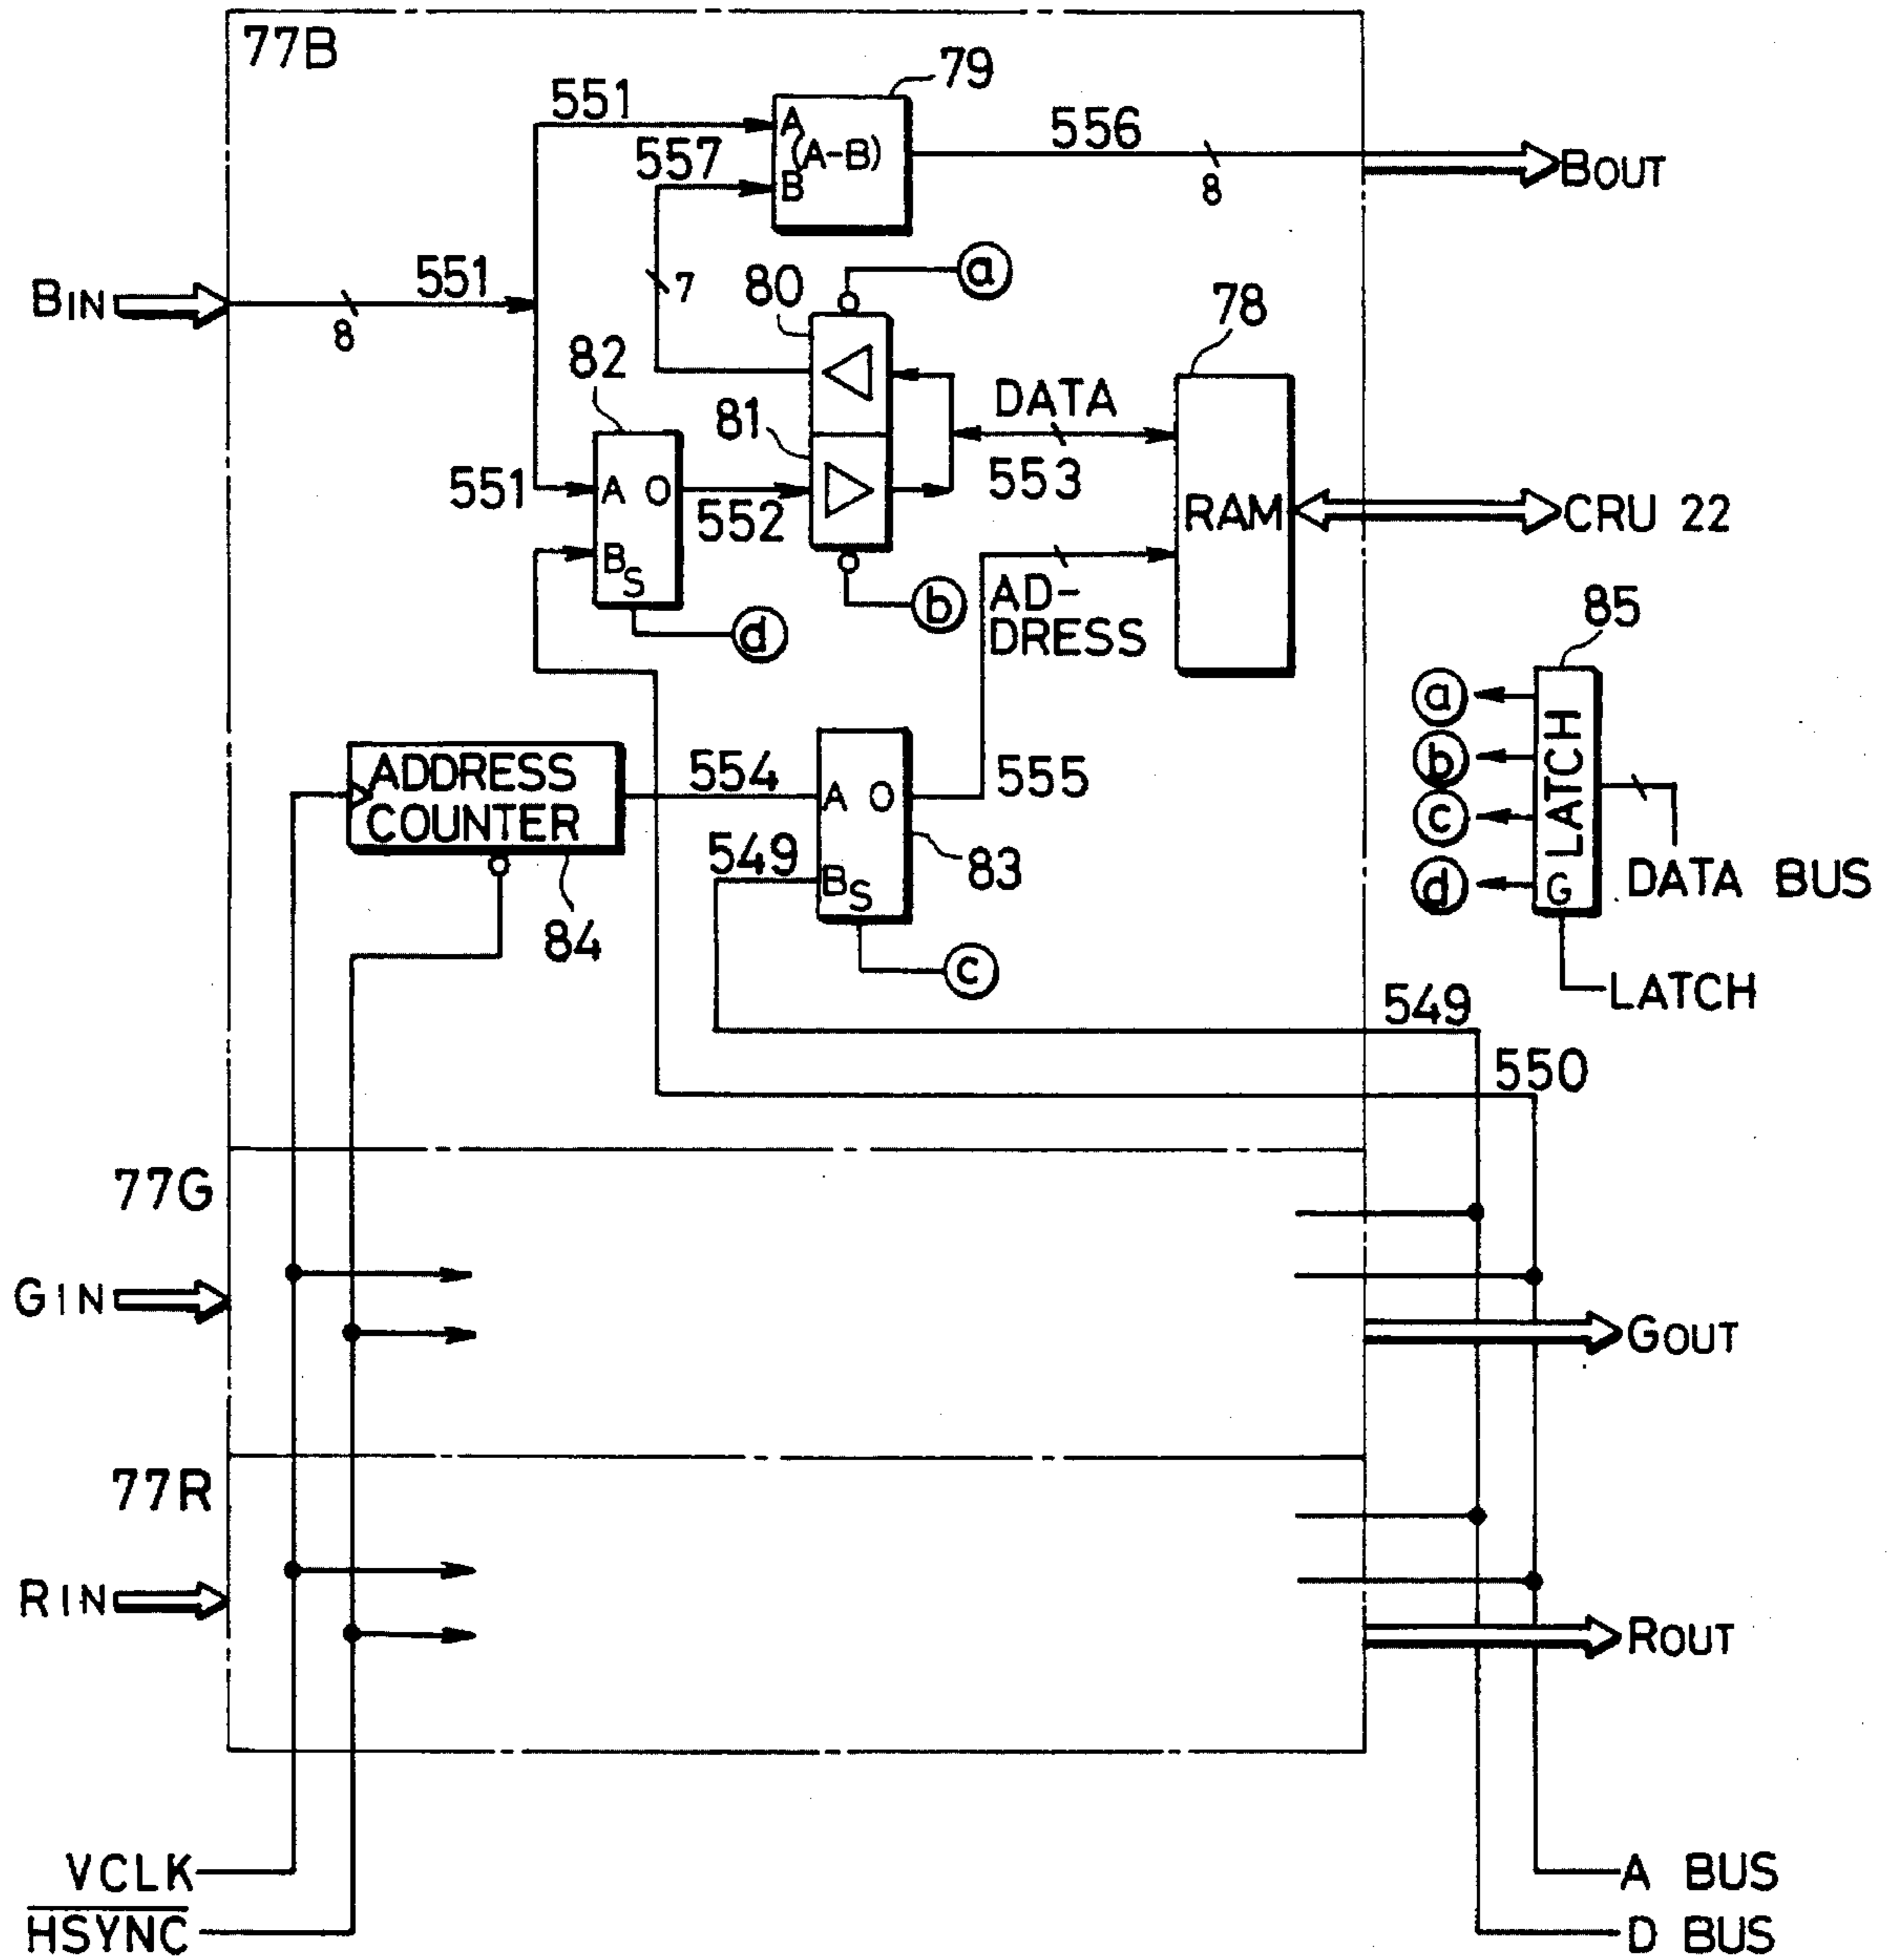 77B
79
551
A
(A-B)
B
557
556
8
BOUT
BIN
8
551
7
80
a
78
82
81
DATA
553
551
A O
BS
552
RAM
CRU 22
b
d
AD-
DRESS
85
a
b
c
d
LATCH
G
DATA BUS
LATCH
ADDRESS
COUNTER
84
554
A O
BS
555
549
83
c
549
550
77G
GIN
GOUT
77R
RIN
ROUT
VCLK
HSYNC
A BUS
D BUS